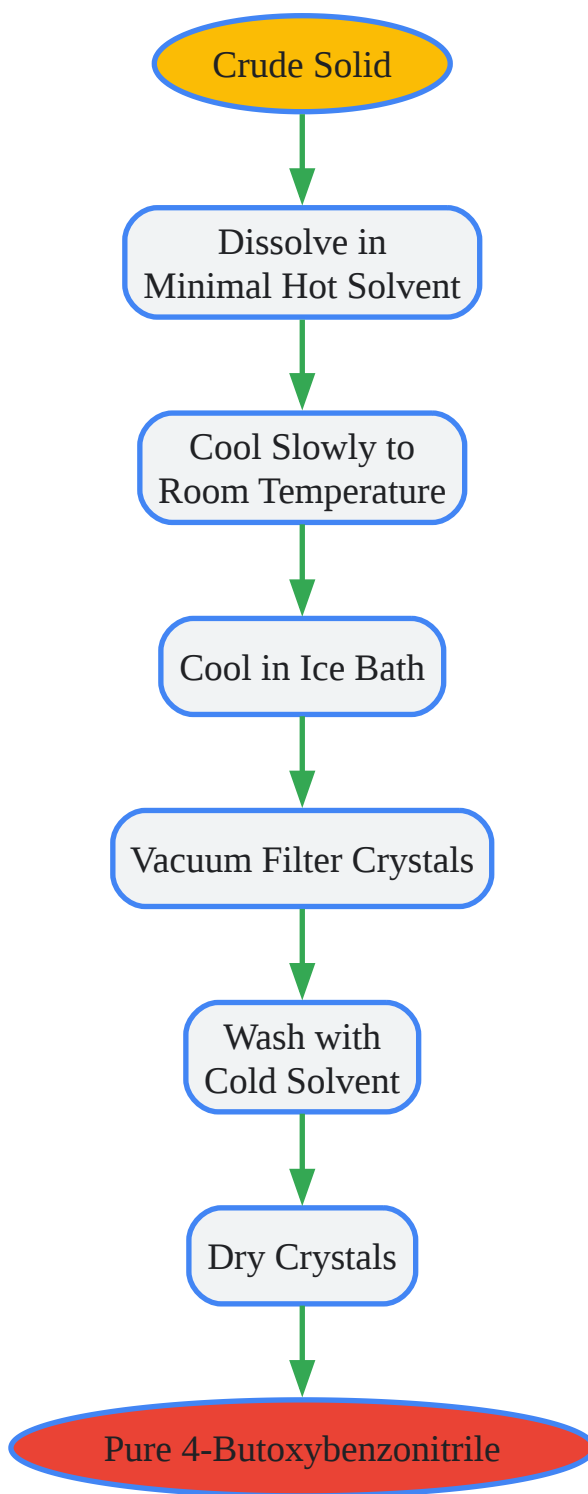 Crude Solid
Dissolve in
Minimal Hot Solvent
Cool Slowly to
Room Temperature
Cool in Ice Bath
Vacuum Filter Crystals
Wash with
Cold Solvent
Dry Crystals
Pure 4-Butoxybenzonitrile